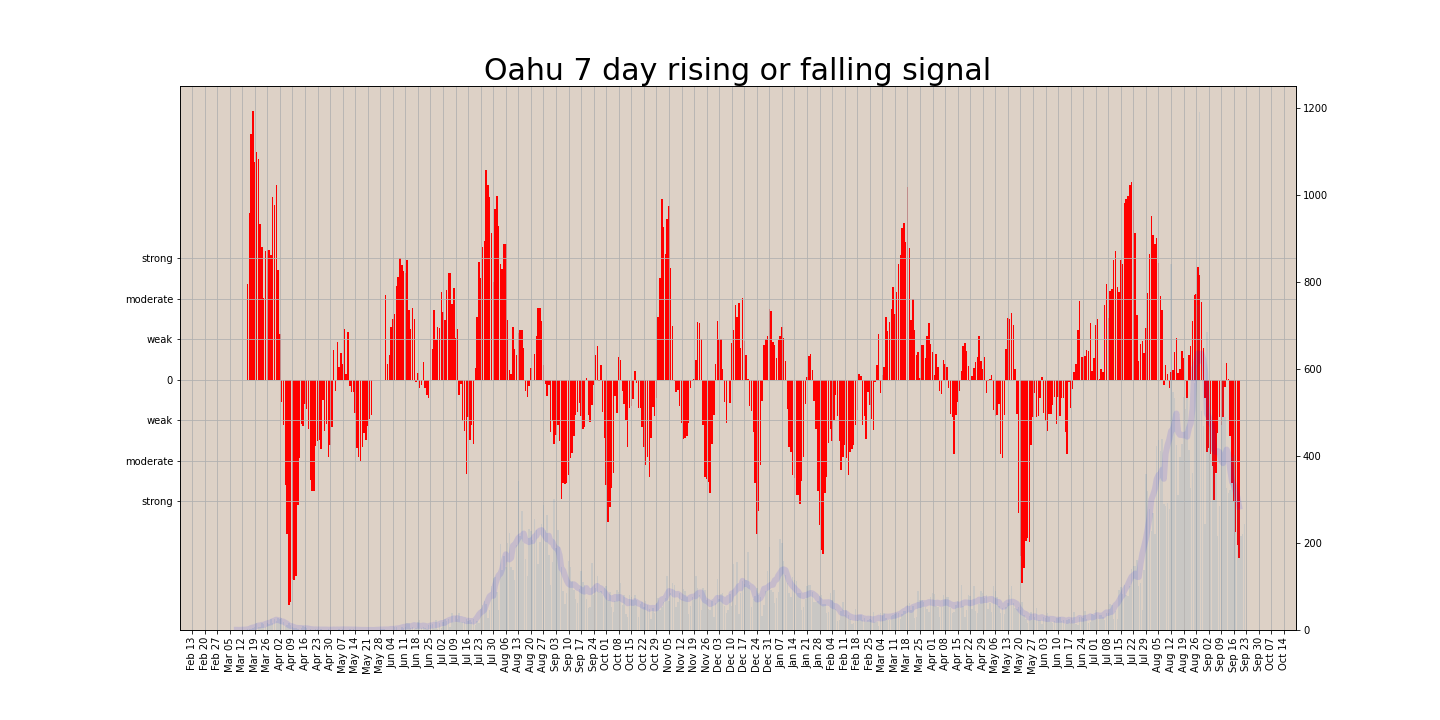 Oahu 7 day rising or falling signal
strong
moderate
weak
0
weak
moderate
strong
1200
1000
800
600
400
200
0
Feb 13
Feb 20
Feb 27
Mar 05
Mar 12
Mar 19
Mar 26
Apr 02
Apr 09
Apr 16
Apr 23
Apr 30
May 07
May 14
May 21
May 28
Jun 04
Jun 11
Jun 18
Jun 25
Jul 02
Jul 09
Jul 16
Jul 23
Jul 30
Aug 06
Aug 13
Aug 20
Aug 27
Sep 03
Sep 10
Sep 17
Sep 24
Oct 01
Oct 08
Oct 15
Oct 22
Oct 29
Nov 05
Nov 12
Nov 19
Nov 26
Dec 03
Dec 10
Dec 17
Dec 24
Dec 31
Jan 07
Jan 14
Jan 21
Jan 28
Feb 04
Feb 11
Feb 18
Feb 25
Mar 04
Mar 11
Mar 18
Mar 25
Apr 01
Apr 08
Apr 15
Apr 22
Apr 29
May 06
May 13
May 20
May 27
Jun 03
Jun 10
Jun 17
Jun 24
Jul 01
Jul 08
Jul 15
Jul 22
Jul 29
Aug 05
Aug 12
Aug 19
Aug 26
Sep 02
Sep 09
Sep 16
Sep 23
Sep 30
Oct 07
Oct 14